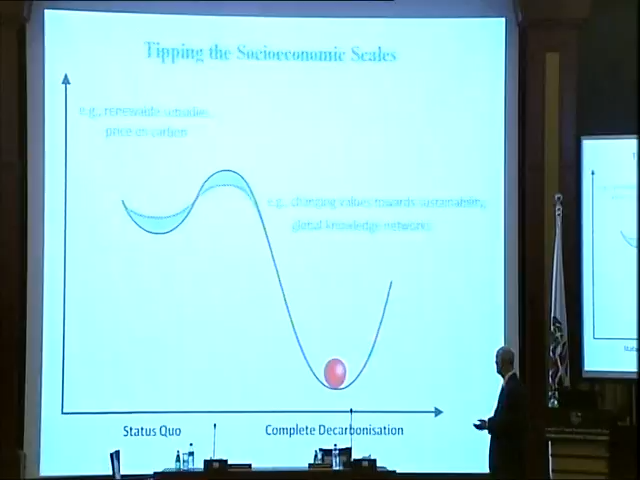 Tipping the Socioeconomic Scales
e.g., renewable subsidies,
price on carbon
e.g., changing values towards sustainability,
global knowledge networks
Status Quo
Complete Decarbonisation